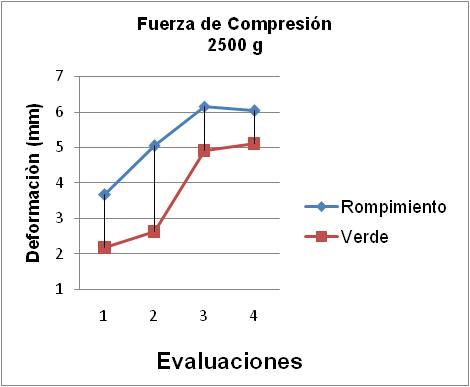 Fuerza de Compresión
2500 g
7
6
5
4
3
2
1
Deformaciòn (mm)
1 2 3 4
Evaluaciones
Rompimiento
Verde